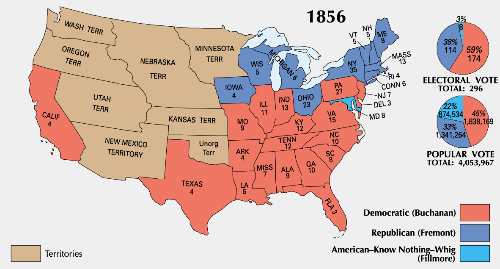 1856
WASH TERR
OREGON
TERR
NEBRASKA
TERR
MINNESOTA
TERR
UTAH
TERR
KANSAS TERR
NEW MEXICO
TERRITORY
Unorg
Terr
CALIF
4
TEXAS
4
IOWA
4
WIS
5
MICHIGAN 6
ILL
11
IND
13
OHIO
23
MO
9
KY
12
TENN
12
ARK
4
LA
6
MISS
ALA
9
GA
10
FLA 3
SC
8
NC
10
VA
15
PA
27
NY
35
VT
5
NH
5
ME
8
MASS
13
RI 4
CONN 6
NJ 7
DEL 3
MD 8
3%
8
38%
114
59%
174
ELECTORAL VOTE
TOTAL: 296
22%
874,534
45%
1,838,169
33%
1,341,264
POPULAR VOTE
TOTAL: 4,053,967
Democratic (Buchanan)
Republican (Fremont)
American–Know Nothing–Whig
(Fillmore)
Territories